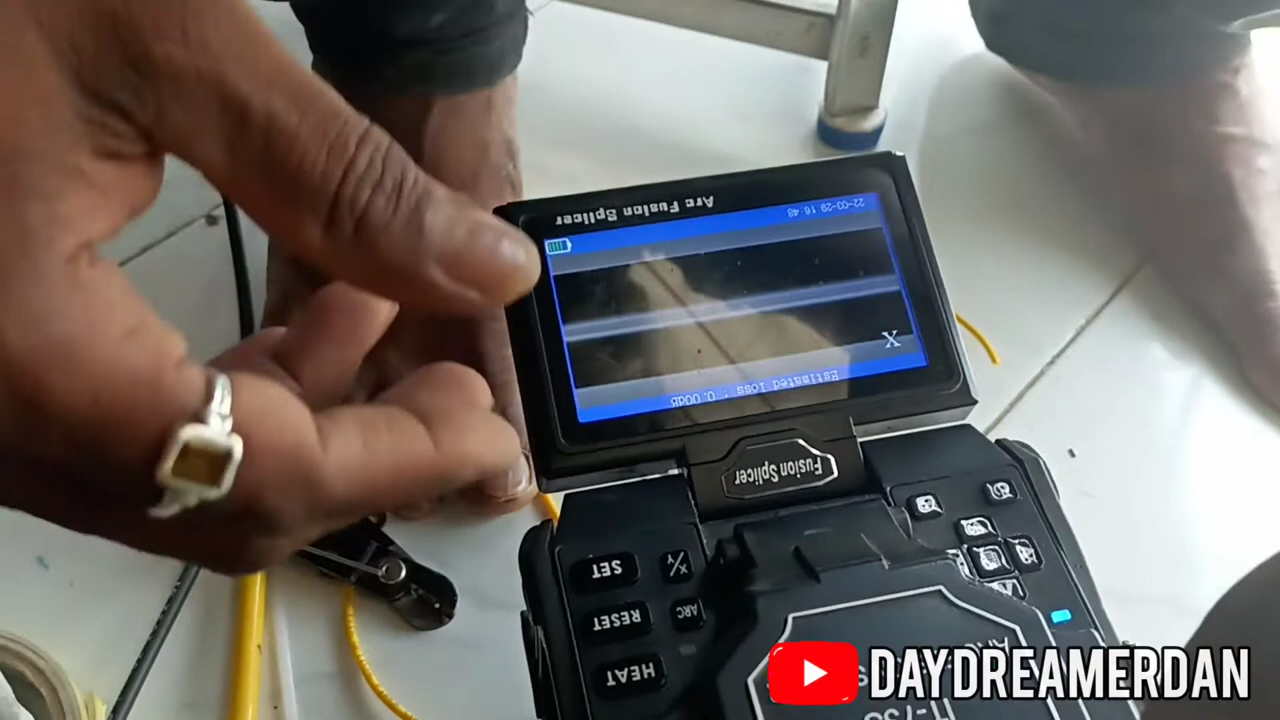 Arc Fusion Splicer
22-03-29 16:48
X
Estimated loss : 0.00dB
Fusion Splicer
SET
X/Y
RESET
ARC
HEAT
DAYDREAMERDAN